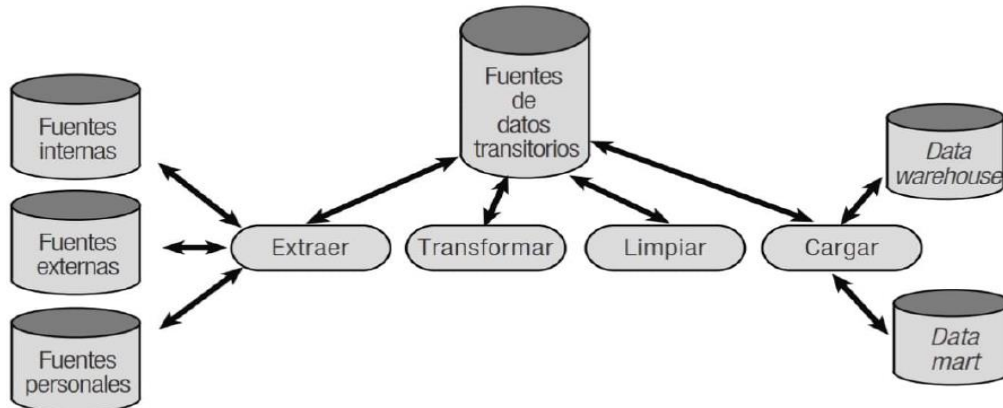 Fuentes
de
datos
transitorios
Fuentes
internas
Fuentes
externas
Fuentes
personales
Extraer
Transformar
Limpiar
Cargar
Data
warehouse
Data
mart